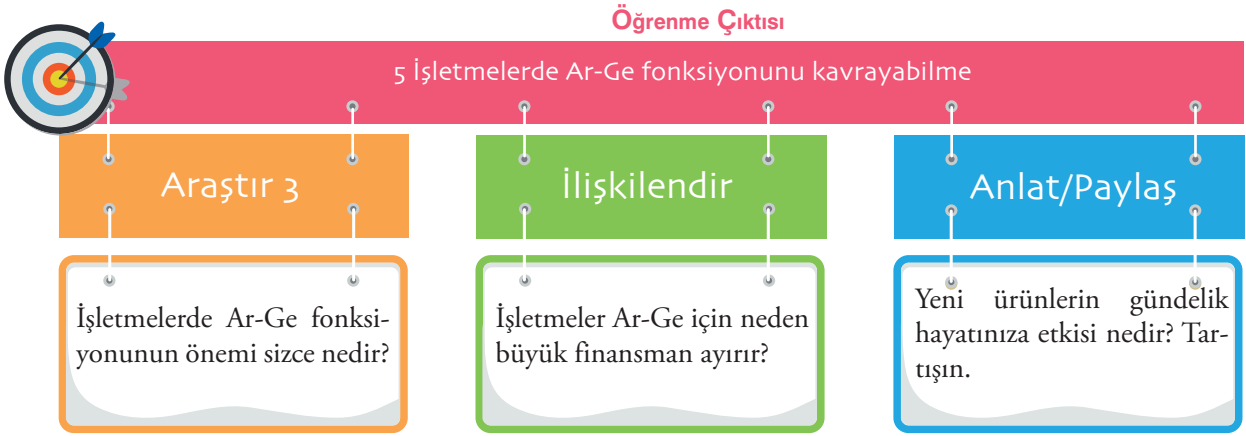 Öğrenme Çıktısı
5 İşletmelerde Ar-Ge fonksiyonunu kavrayabilme
Araştır 3
İşletmelerde Ar-Ge fonksi-
yonunun önemi sizce nedir?
İlişkilendir
İşletmeler Ar-Ge için neden
büyük finansman ayırır?
Anlat/Paylaş
Yeni ürünlerin gündelik
hayatınıza etkisi nedir? Tar-
tışın.